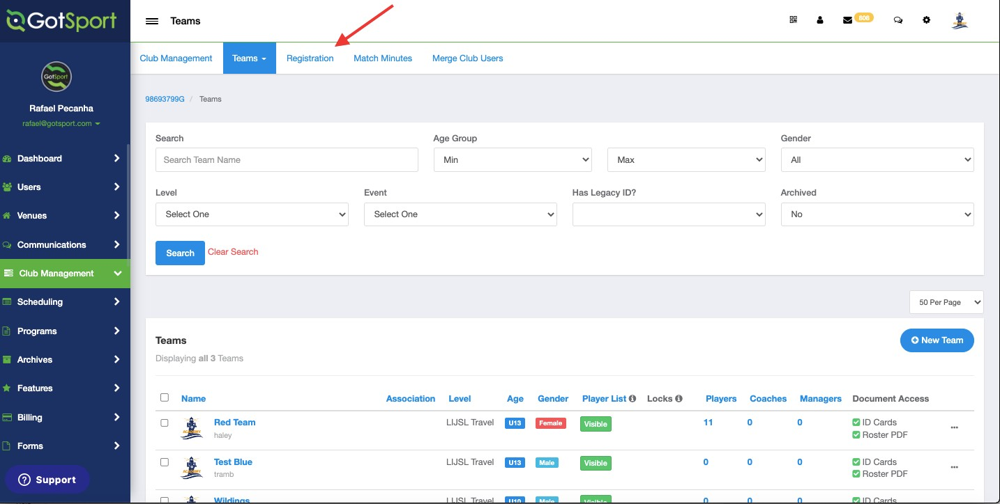 GotSport
Teams
808
Club Management Teams Registration Match Minutes Merge Club Users
GotSport
Rafael Pecanha
rafael@gotsport.com
98693799G / Teams
Search Age Group Gender
Search Team Name Min Max All
Level Event Has Legacy ID? Archived
Select One Select One No
Search Clear Search
Dashboard
Users
Venues
Communications
Club Management
Scheduling
Programs
Archives
Features
Billing
Forms
Support
50 Per Page
Teams
New Team
Displaying all 3 Teams
Name Association Level Age Gender Player List Locks Players Coaches Managers Document Access
Red Team LIJSL Travel U13 Female Visible 11 0 0 ID Cards
haley Roster PDF
...
Test Blue LIJSL Travel U13 Male Visible 0 0 0 ID Cards
tramb Roster PDF
...
Wildings LIJSL Travel U10 Male Visible 0 0 0 ID Cards